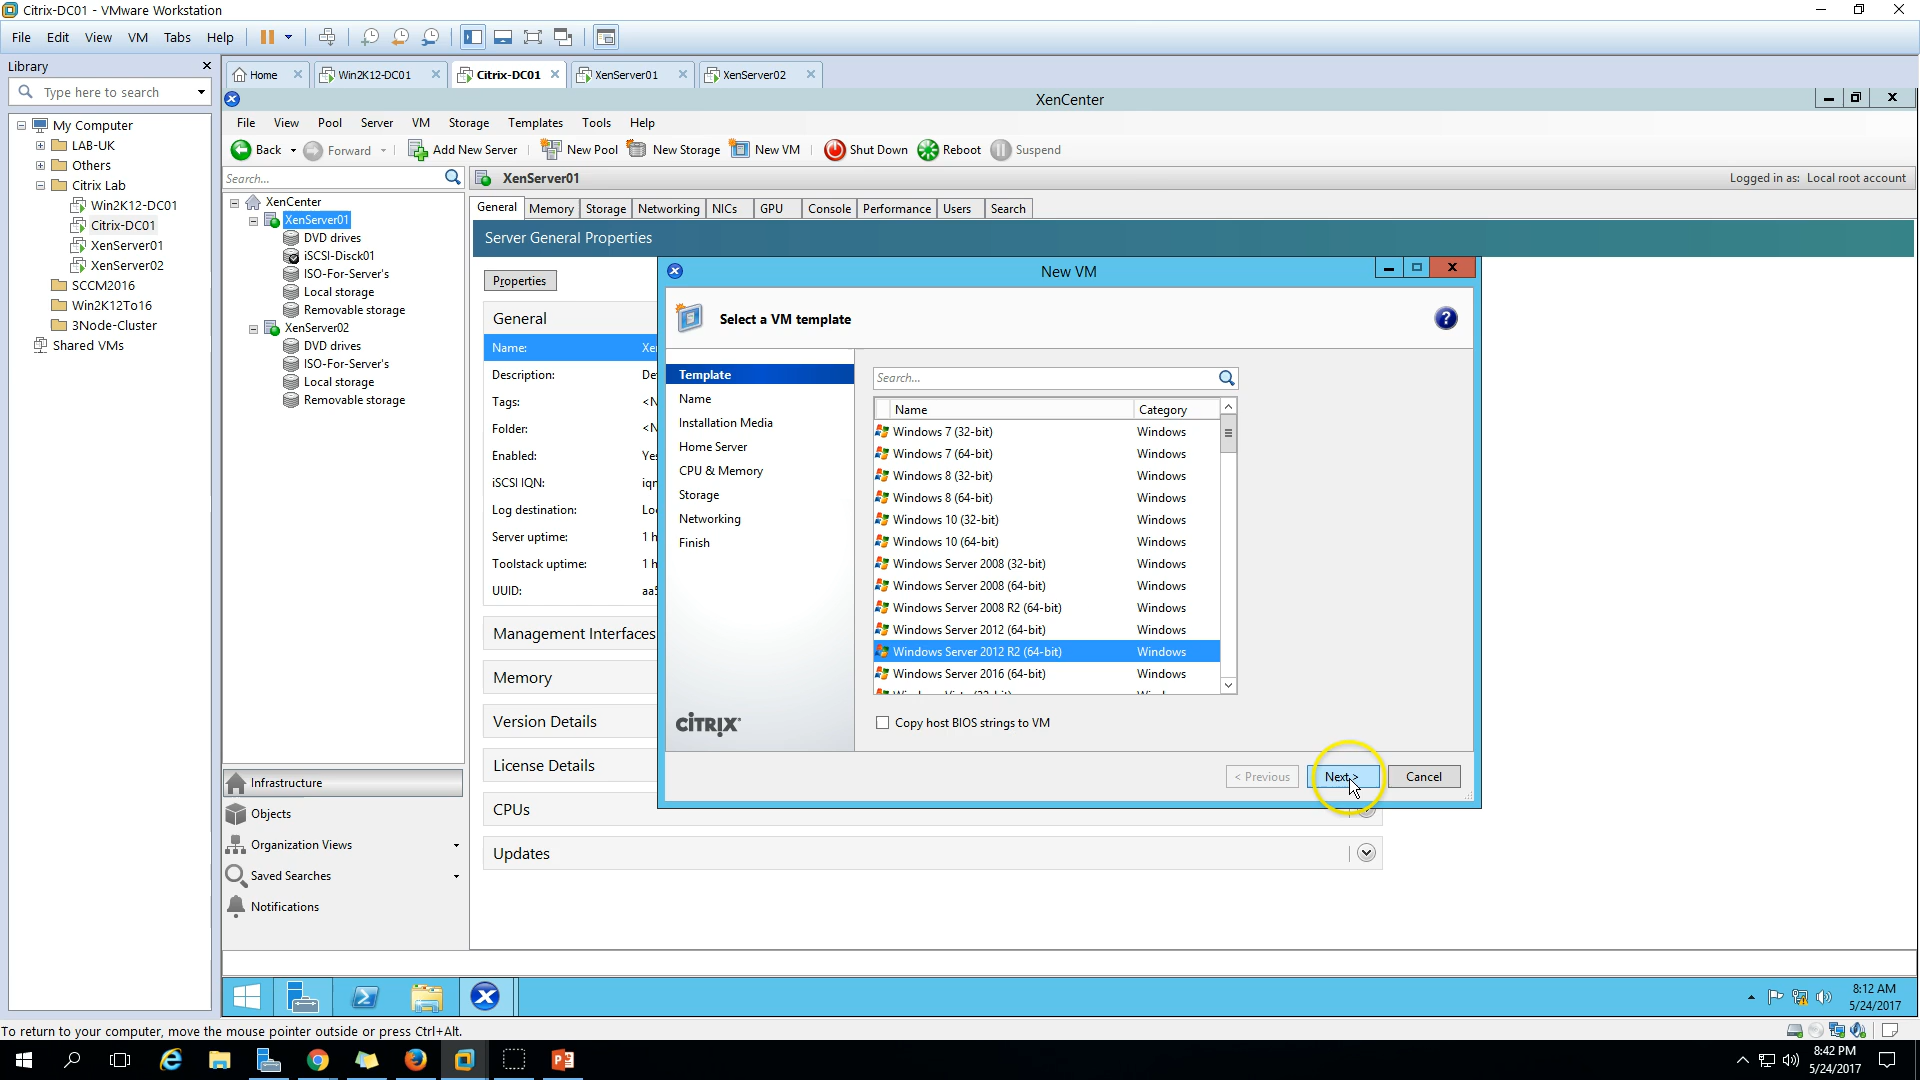 Citrix-DC01 - VMware Workstation
File Edit View VM Tabs Help
Library
Type here to search
My Computer
LAB-UK
Others
Citrix Lab
Win2K12-DC01
Citrix-DC01
XenServer01
XenServer02
SCCM2016
Win2K12To16
3Node-Cluster
Shared VMs
Home Win2K12-DC01 Citrix-DC01 XenServer01 XenServer02
XenCenter
File View Pool Server VM Storage Templates Tools Help
Back Forward Add New Server New Pool New Storage New VM Shut Down Reboot Suspend
Search...
XenCenter
XenServer01
DVD drives
iSCSI-Disck01
ISO-For-Server's
Local storage
Removable storage
XenServer02
DVD drives
ISO-For-Server's
Local storage
Removable storage
Infrastructure
Objects
Organization Views
Saved Searches
Notifications
XenServer01
Logged in as: Local root account
General Memory Storage Networking NICs GPU Console Performance Users Search
Server General Properties
Properties
General
Name: Xe
Description: De
Tags: <N
Folder: <N
Enabled: Yes
iSCSI IQN: iqn
Log destination: Lo
Server uptime: 1 h
Toolstack uptime: 1 h
UUID: aa5
Management Interfaces
Memory
Version Details
License Details
CPUs
Updates
New VM
Select a VM template
?
Template
Name
Installation Media
Home Server
CPU & Memory
Storage
Networking
Finish
CITRIX
Search...
Name Category
Windows 7 (32-bit) Windows
Windows 7 (64-bit) Windows
Windows 8 (32-bit) Windows
Windows 8 (64-bit) Windows
Windows 10 (32-bit) Windows
Windows 10 (64-bit) Windows
Windows Server 2008 (32-bit) Windows
Windows Server 2008 (64-bit) Windows
Windows Server 2008 R2 (64-bit) Windows
Windows Server 2012 (64-bit) Windows
Windows Server 2012 R2 (64-bit) Windows
Windows Server 2016 (64-bit) Windows
Copy host BIOS strings to VM
< Previous Next > Cancel
8:12 AM
5/24/2017
To return to your computer, move the mouse pointer outside or press Ctrl+Alt.
8:42 PM
5/24/2017